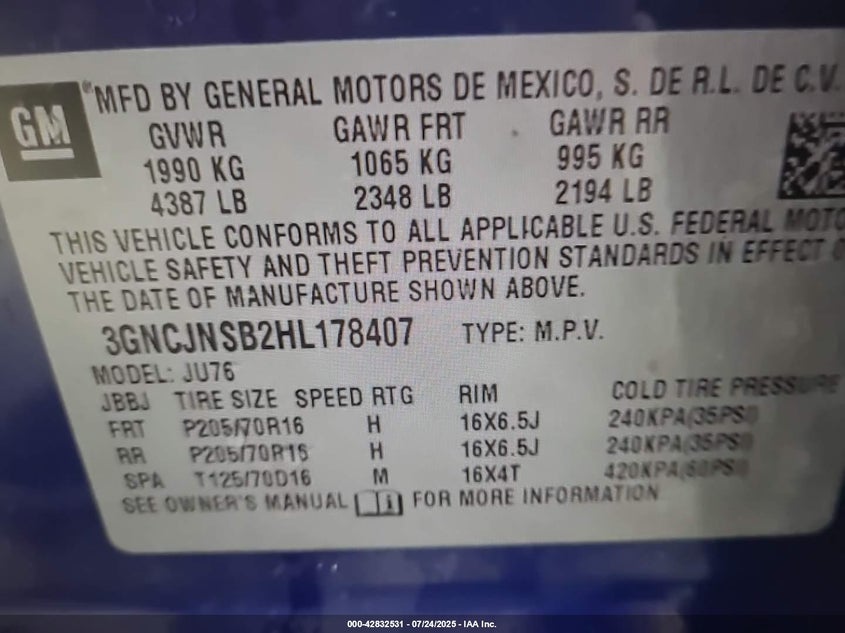 GM
®MFD BY GENERAL MOTORS DE MEXICO, S. DE R.L. DE C.V.
GVWR GAWR FRT GAWR RR
1990 KG 1065 KG 995 KG
4387 LB 2348 LB 2194 LB
THIS VEHICLE CONFORMS TO ALL APPLICABLE U.S. FEDERAL MOTO
VEHICLE SAFETY AND THEFT PREVENTION STANDARDS IN EFFECT O
THE DATE OF MANUFACTURE SHOWN ABOVE.
3GNCJNSB2HL178407 TYPE: M.P.V.
MODEL: JU76
JBBJ TIRE SIZE SPEED RTG RIM COLD TIRE PRESSURE
FRT P205/70R16 H 16X6.5J 240KPA(35PSI)
RR P205/70R16 H 16X6.5J 240KPA(35PSI)
SPA T125/70D16 M 16X4T 420KPA(60PSI)
SEE OWNER'S MANUAL i FOR MORE INFORMATION
000-42832531 - 07/24/2025 - IAA Inc.